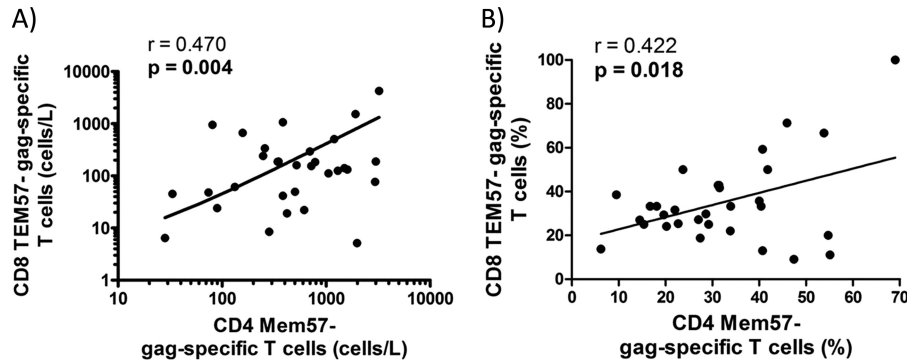 A)
r = 0.470
p = 0.004
CD8 TEM57- gag-specific
T cells (cells/L)
10000
1000
100
10
1
10
100
1000
10000
CD4 Mem57-
gag-specific T cells (cells/L)
B)
r = 0.422
p = 0.018
CD8 TEM57- gag-specific
T cells (%)
100
80
60
40
20
0
0
10
20
30
40
50
60
70
CD4 Mem57-
gag-specific T cells (%)